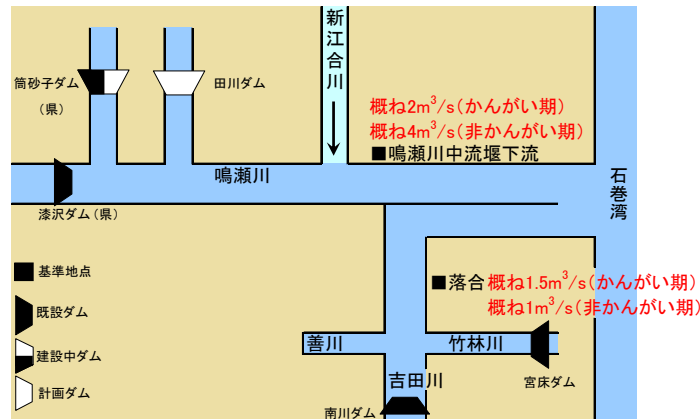 筒砂子ダム
（県）
田川ダム
新江合川
概ね2m³/s（かんがい期）
概ね4m³/s（非かんがい期）
■鳴瀬川中流堰下流
鳴瀬川
石巻湾
漆沢ダム（県）
基準地点
既設ダム
建設中ダム
計画ダム
■落合 概ね1.5m³/s（かんがい期）
概ね1m³/s（非かんがい期）
善川
竹林川
吉田川
宮床ダム
南川ダム